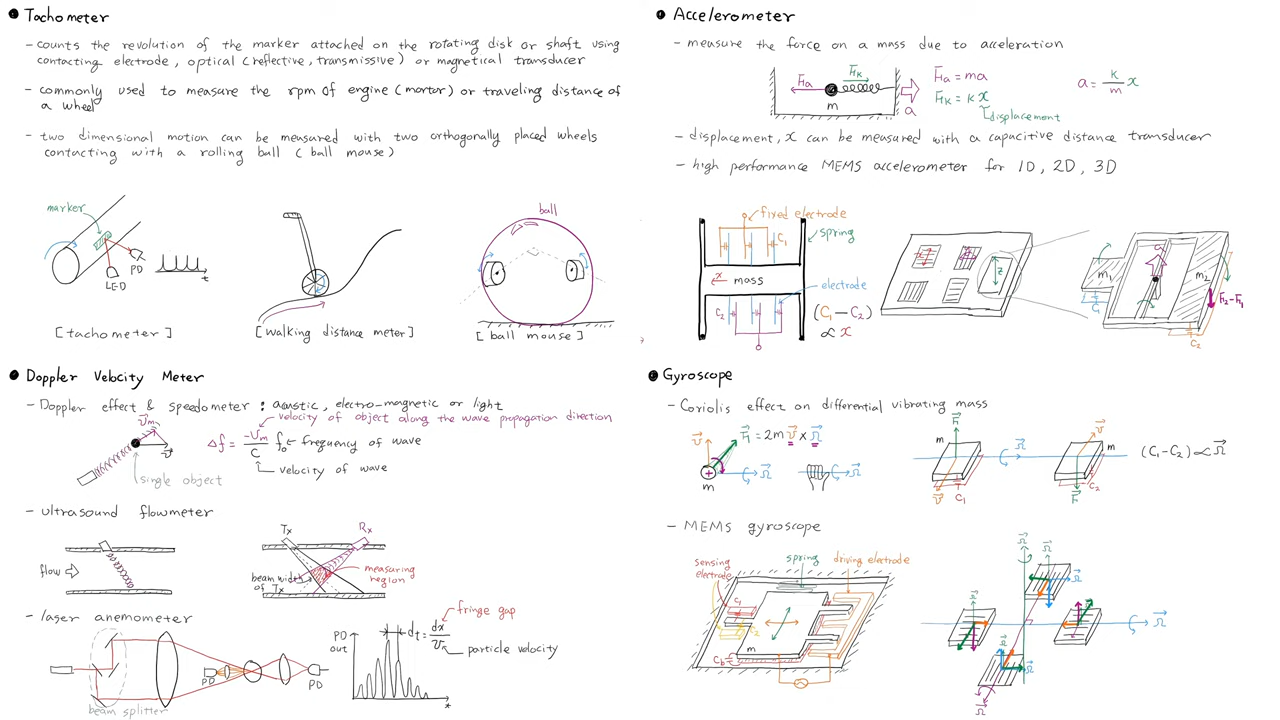 ● Tachometer
- counts the revolution of the marker attached on the rotating disk or shaft using
contacting electrode, optical (reflective, transmissive) or magnetical transducer
- commonly used to measure the rpm of engine (mortor) or traveling distance of
a wheel
- two dimensional motion can be measured with two orthogonally placed wheels
contacting with a rolling ball (ball mouse)
marker
LED
PD
t
[tachometer]
[walking distance meter]
ball
[ball mouse]
● Accelerometer
- measure the force on a mass due to acceleration
Fa
Fk
m
a
Fa = ma
Fk = k x
displacement
a = k/m x
- displacement, x can be measured with a capacitive distance transducer
- high performance MEMS accelerometer for 1D, 2D, 3D
fixed electrode
C1
spring
x
mass
electrode
C2
(C1 - C2)
∝ x
z
m1
m2
C1
F2-F1
C2
● Doppler Velocity Meter
- Doppler effect & speedometer : acoustic, electro-magnetic or light
velocity of object along the wave propagation direction
Vm
v
Δf = -Vm/C f0
frequency of wave
velocity of wave
single object
- ultrasound flowmeter
flow
Tx
Rx
beam width
of Tx
measuring
region
- laser anemometer
beam splitter
PD
PD
PD
out
dt = dx/v
fringe gap
particle velocity
t
● Gyroscope
- Coriolis effect on differential vibrating mass
v
F = 2m v × Ω
Ω
m
Ω
m
F
Ω
v
C1
v
m
F
C2
(C1-C2) ∝ Ω
- MEMS gyroscope
sensing
electrode
spring
driving electrode
C1
C2
m
Cb
Ω
Ω
Ω
Ω